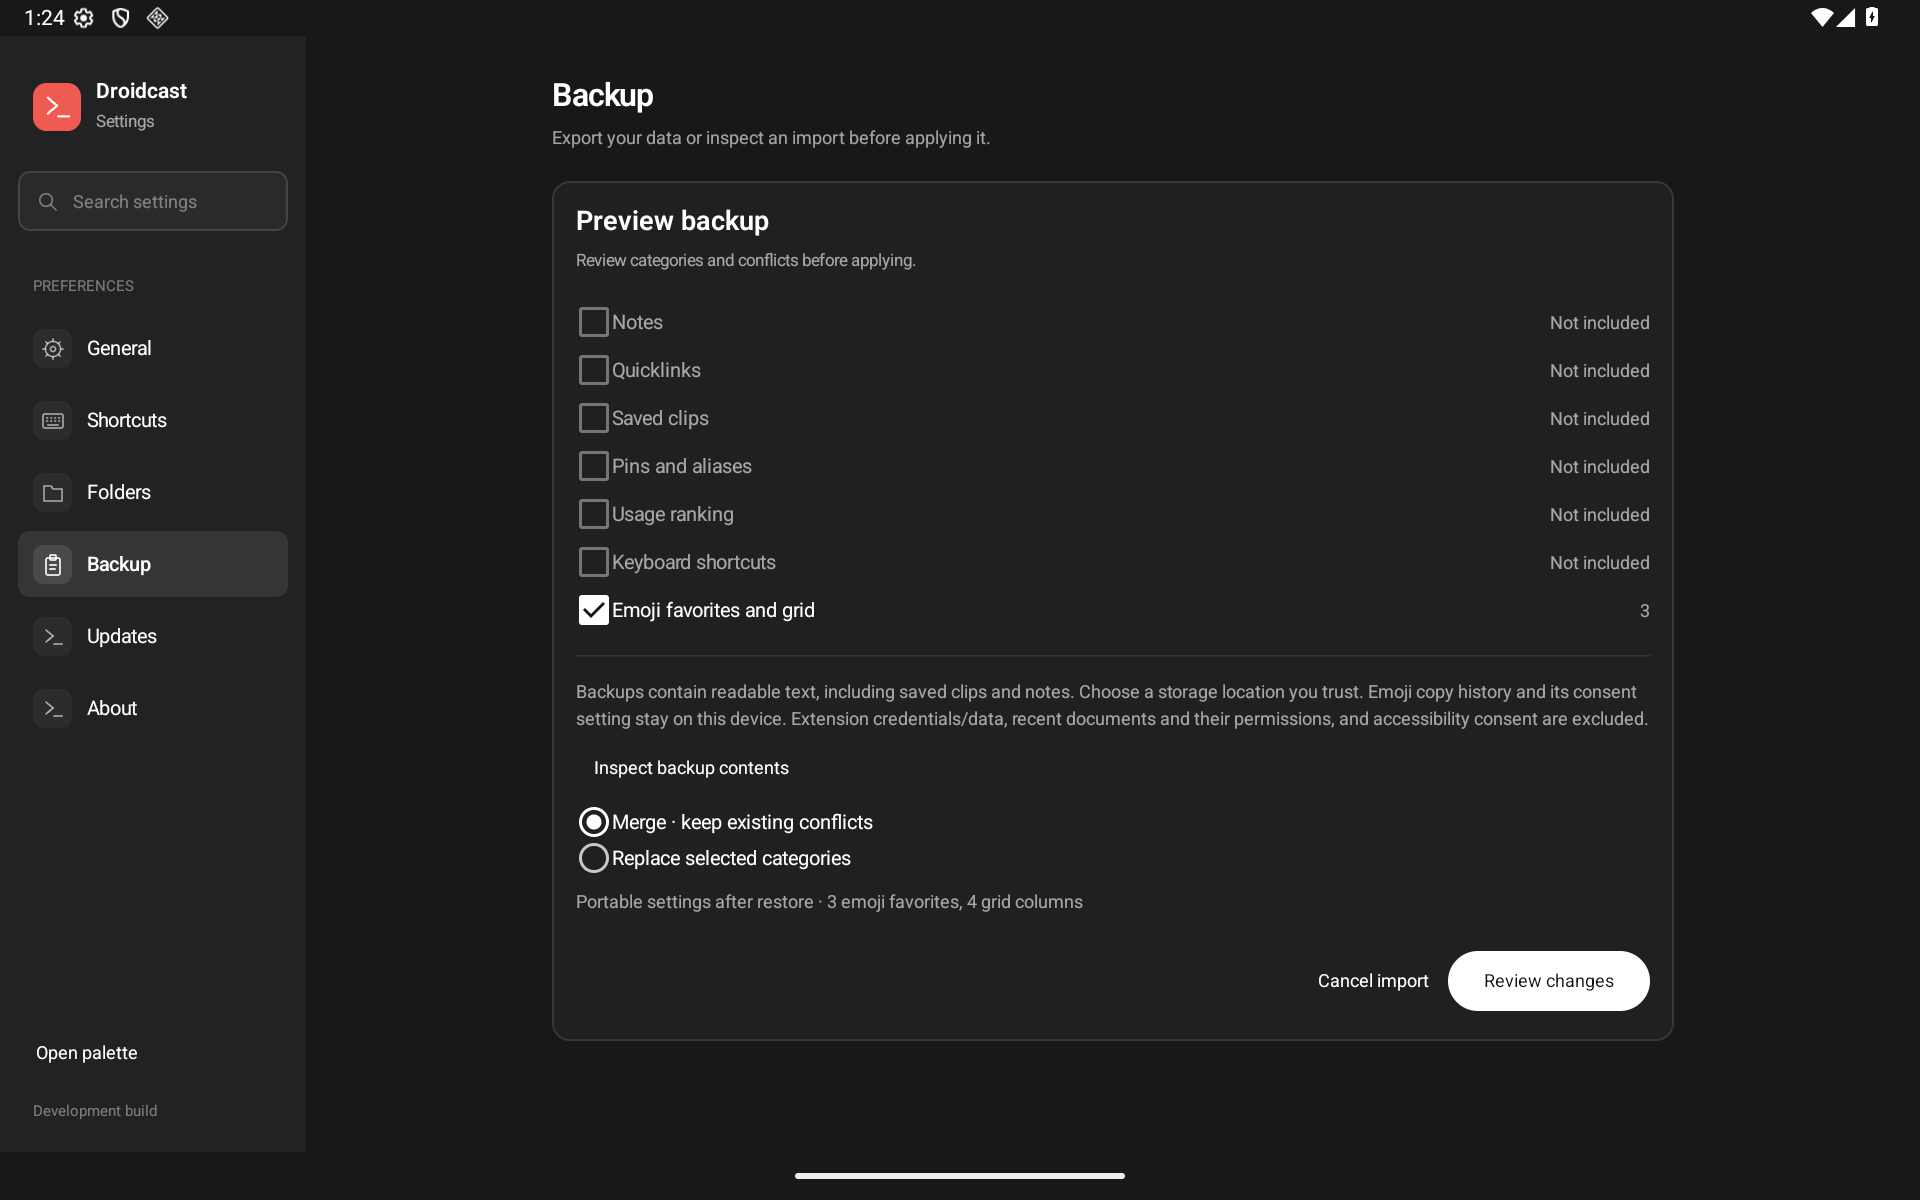 1:24
Droidcast
Settings
Search settings
PREFERENCES
General
Shortcuts
Folders
Backup
Updates
About
Open palette
Development build
Backup
Export your data or inspect an import before applying it.
Preview backup
Review categories and conflicts before applying.
Notes Not included
Quicklinks Not included
Saved clips Not included
Pins and aliases Not included
Usage ranking Not included
Keyboard shortcuts Not included
Emoji favorites and grid 3
Backups contain readable text, including saved clips and notes. Choose a storage location you trust. Emoji copy history and its consent
setting stay on this device. Extension credentials/data, recent documents and their permissions, and accessibility consent are excluded.
Inspect backup contents
Merge · keep existing conflicts
Replace selected categories
Portable settings after restore · 3 emoji favorites, 4 grid columns
Cancel import Review changes